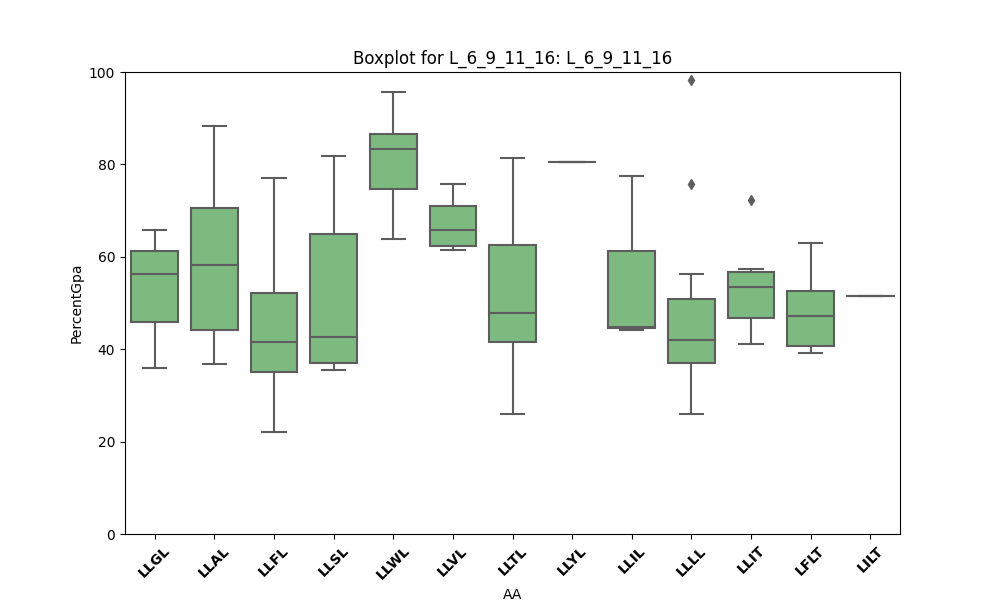 Boxplot for L_6_9_11_16: L_6_9_11_16
100
80
60
40
20
0
PercentGpa
LLGL LLAL LLFL LLSL LLWL LLVL LLTL LLYL LLIL LLLL LLIT LFLT LILT
AA